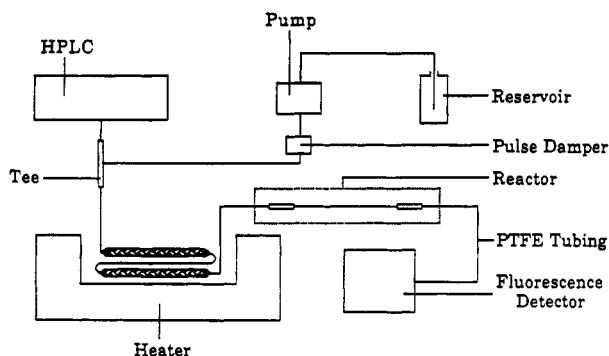 Pump
HPLC
Reservoir
Pulse Damper
Tee
Reactor
PTFE Tubing
Fluorescence
Detector
Heater